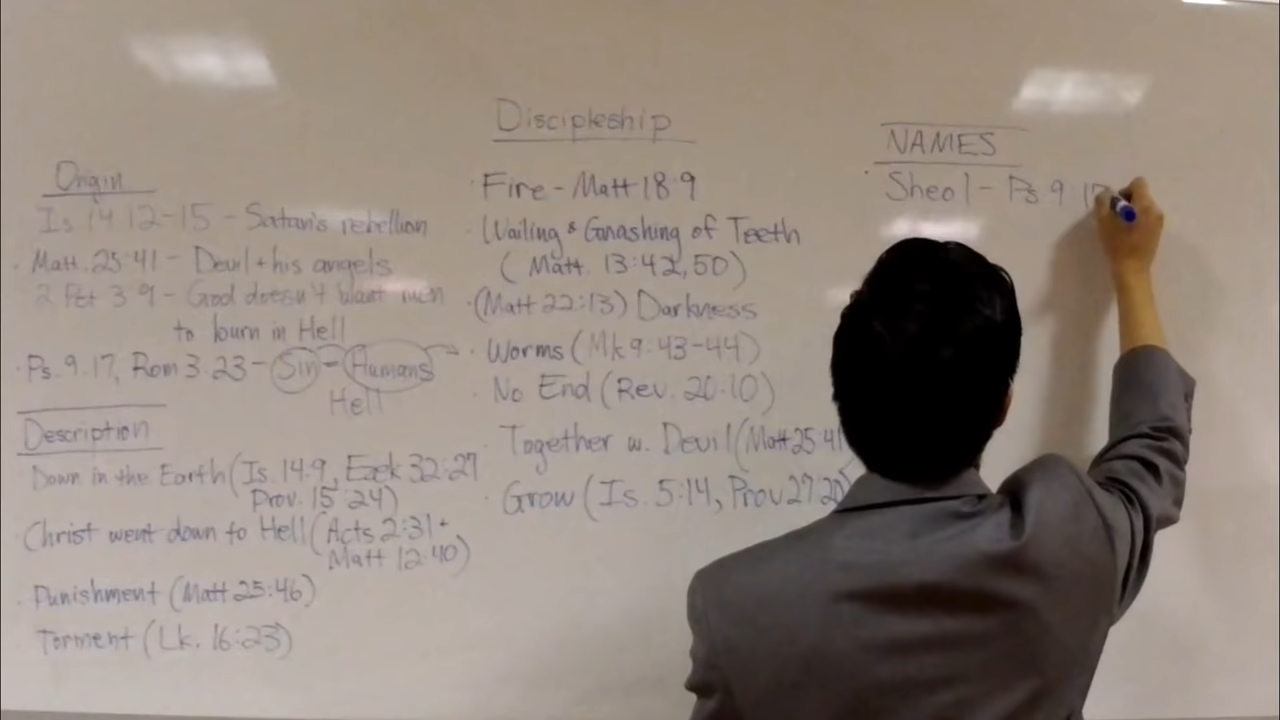 Discipleship
Origin
Is 14:12-15 - Satan's rebellion
· Matt. 25:41 - Devil + his angels
2 Pet 3:9 - God doesn't want men
to burn in Hell
· Ps. 9:17, Rom 3:23 - Sin - Humans
Hell
Description
Down in the Earth (Is. 14:9, Ezek 32:27
Prov. 15:24)
· Christ went down to Hell (Acts 2:31 +
Matt 12:40)
· Punishment (Matt 25:46)
· Torment (Lk. 16:23)
· Fire - Matt 18:9
· Wailing & Gnashing of Teeth
(Matt. 13:42,50)
· (Matt 22:13) Darkness
· Worms (Mk 9:43-44)
· No End (Rev. 20:10)
· Together w. Devil (Matt 25:41
· Grow (Is. 5:14, Prov 27:20)
NAMES
· Sheol - Ps 9:17